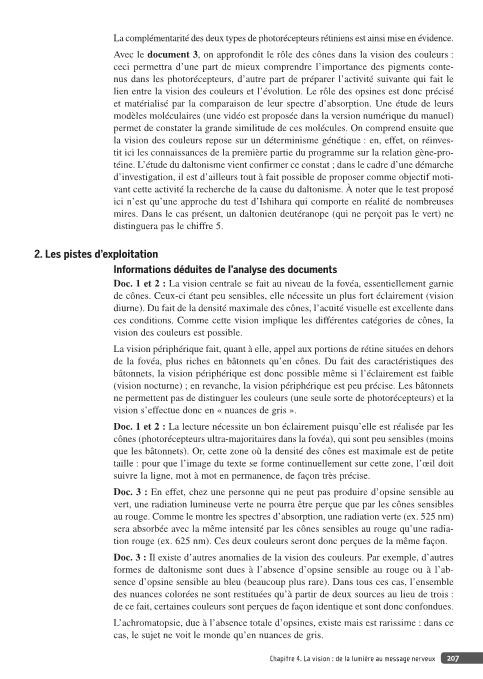 La complémentarité des deux types de photorécepteurs rétiniens est ainsi mise en évidence.
Avec le document 3, on approfondit le rôle des cônes dans la vision des couleurs :
ceci permettra d'une part de mieux comprendre l'importance des pigments conte-
nus dans les photorécepteurs, d'autre part de préparer l'activité suivante qui fait le
lien entre la vision des couleurs et l'évolution. Le rôle des opsines est donc précisé
et matérialisé par la comparaison de leur spectre d'absorption. Une étude de leurs
modèles moléculaires (une vidéo est proposée dans la version numérique du manuel)
permet de constater la grande similitude de ces molécules. On comprend ensuite que
la vision des couleurs repose sur un déterminisme génétique : en, effet, on réinves-
tit ici les connaissances de la première partie du programme sur la relation gène-pro-
téine. L'étude du daltonisme vient confirmer ce constat ; dans le cadre d'une démarche
d'investigation, il est d'ailleurs tout à fait possible de proposer comme objectif moti-
vant cette activité la recherche de la cause du daltonisme. À noter que le test proposé
ici n'est qu'une approche du test d'Ishibara qui comporte en réalité de nombreuses
mires. Dans le cas présent, un daltonien deutéranope (qui ne perçoit pas le vert) ne
distinguera pas le chiffre 5.
2. Les pistes d'exploitation
Informations déduites de l'analyse des documents
Doc. 1 et 2 : La vision centrale se fait au niveau de la fovéa, essentiellement garnie
de cônes. Ceux-ci étant peu sensibles, elle nécessite un plus fort éclairement (vision
diurne). Du fait de la densité maximale des cônes, l'acuité visuelle est excellente dans
ces conditions. Comme cette vision implique les différentes catégories de cônes, la
vision des couleurs est possible.
La vision périphérique fait, quant à elle, appel aux portions de rétine situées en dehors
de la fovéa, plus riches en bâtonnets qu'en cônes. Du fait des caractéristiques des
bâtonnets, la vision périphérique est donc possible même si l'éclairement est faible
(vision nocturne) ; en revanche, la vision périphérique est peu précise. Les bâtonnets
ne permettent pas de distinguer les couleurs (une seule sorte de photorécepteurs) et la
vision s'effectue donc en « nuances de gris ».
Doc. 1 et 2 : La lecture nécessite un bon éclairement puisqu'elle est réalisée par les
cônes (photorécepteurs ultra-majoritaires dans la fovéa), qui sont peu sensibles (moins
que les bâtonnets). Or, cette zone où la densité des cônes est maximale est de petite
taille : pour que l'image du texte se forme continuellement sur cette zone, l'œil doit
suivre la ligne, mot à mot en permanence, de façon très précise.
Doc. 3 : En effet, chez une personne qui ne peut pas produire d'opsine sensible au
vert, une radiation lumineuse verte ne pourra être perçue que par les cônes sensibles
au rouge. Comme le montre les spectres d'absorption, une radiation verte (ex. 525 nm)
sera absorbée avec la même intensité par les cônes sensibles au rouge qu'une radia-
tion rouge (ex. 625 nm). Ces deux couleurs seront donc perçues de la même façon.
Doc. 3 : Il existe d'autres anomalies de la vision des couleurs. Par exemple, d'autres
formes de daltonisme sont dues à l'absence d'opsine sensible au rouge ou à l'ab-
sence d'opsine sensible au bleu (beaucoup plus rare). Dans tous ces cas, l'ensemble
des nuances colorées ne sont restituées qu'à partir de deux sources au lieu de trois :
de ce fait, certaines couleurs sont perçues de façon identique et sont donc confondues.
L'achromatopsie, due à l'absence totale d'opsines, existe mais est rarissime : dans ce
cas, le sujet ne voit le monde qu'en nuances de gris.
Chapitre 4. La vision : de la lumière au message nerveux 207